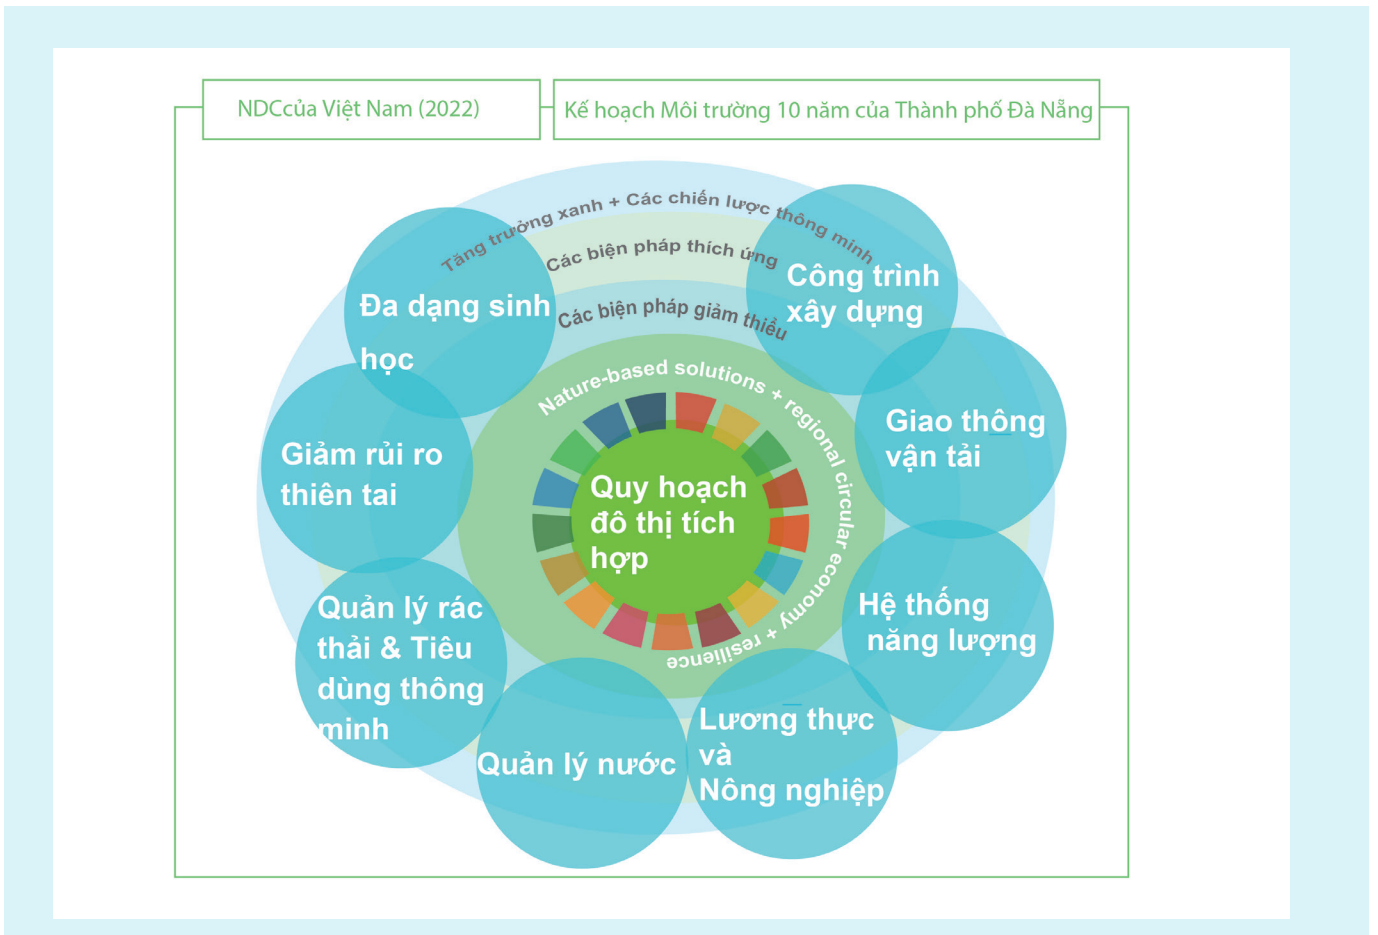 NDCcủa Việt Nam (2022)
Kế hoạch Môi trường 10 năm của Thành phố Đà Nẵng
Tăng trưởng xanh + Các chiến lược thông minh
Các biện pháp thích ứng
Các biện pháp giảm thiểu
Nature-based solutions + regional circular economy + resilience
Quy hoạch
đô thị tích
hợp
Công trình
xây dựng
Giao thông
vận tải
Hệ thống
năng lượng
Lương thực
và
Nông nghiệp
Quản lý nước
Quản lý rác
thải & Tiêu
dùng thông
minh
Giảm rủi ro
thiên tai
Đa dạng sinh
học